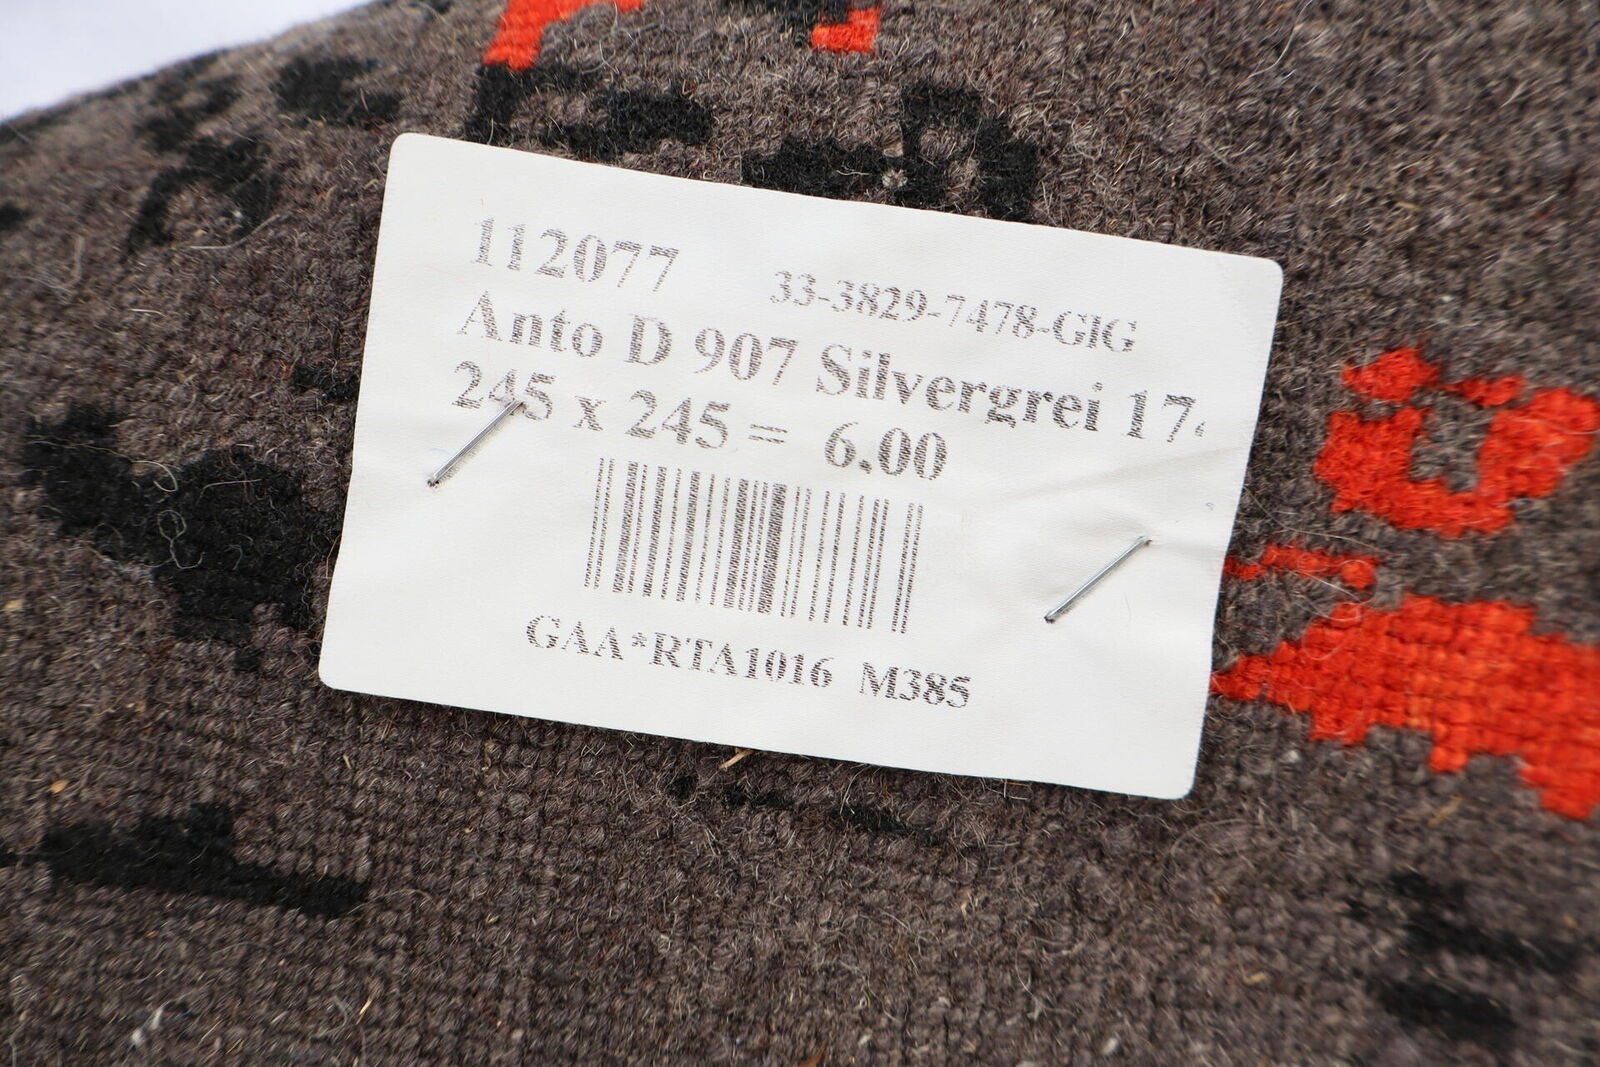 112077 33-3829-7478-GIG
Anto D 907 Silvergrei 17.
245 x 245 = 6.00
GAA*RTA1016 M385